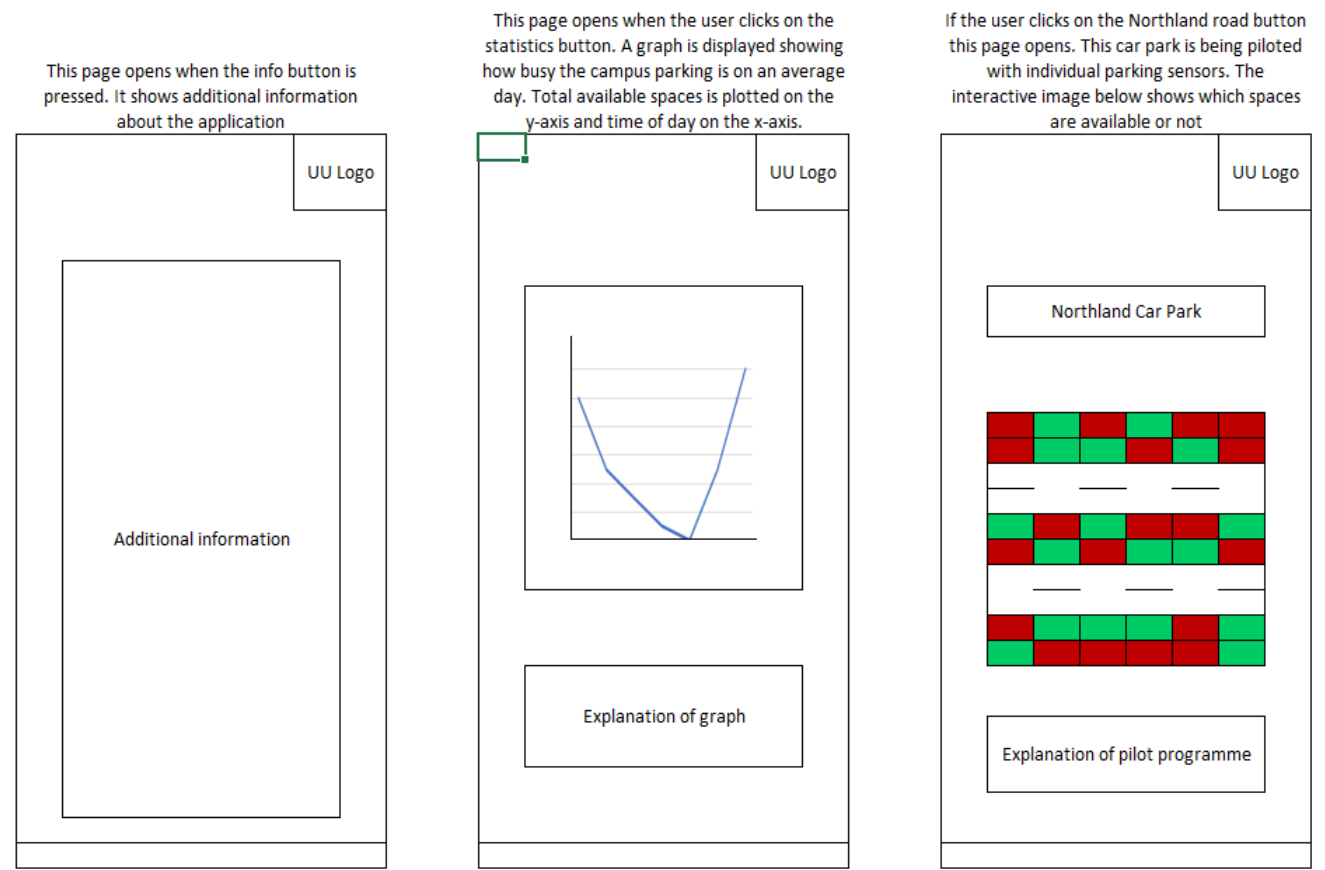 This page opens when the info button is
pressed. It shows additional information
about the application
UU Logo
Additional information
This page opens when the user clicks on the
statistics button. A graph is displayed showing
how busy the campus parking is on an average
day. Total available spaces is plotted on the
y-axis and time of day on the x-axis.
UU Logo
Explanation of graph
If the user clicks on the Northland road button
this page opens. This car park is being piloted
with individual parking sensors. The
interactive image below shows which spaces
are available or not
UU Logo
Northland Car Park
Explanation of pilot programme